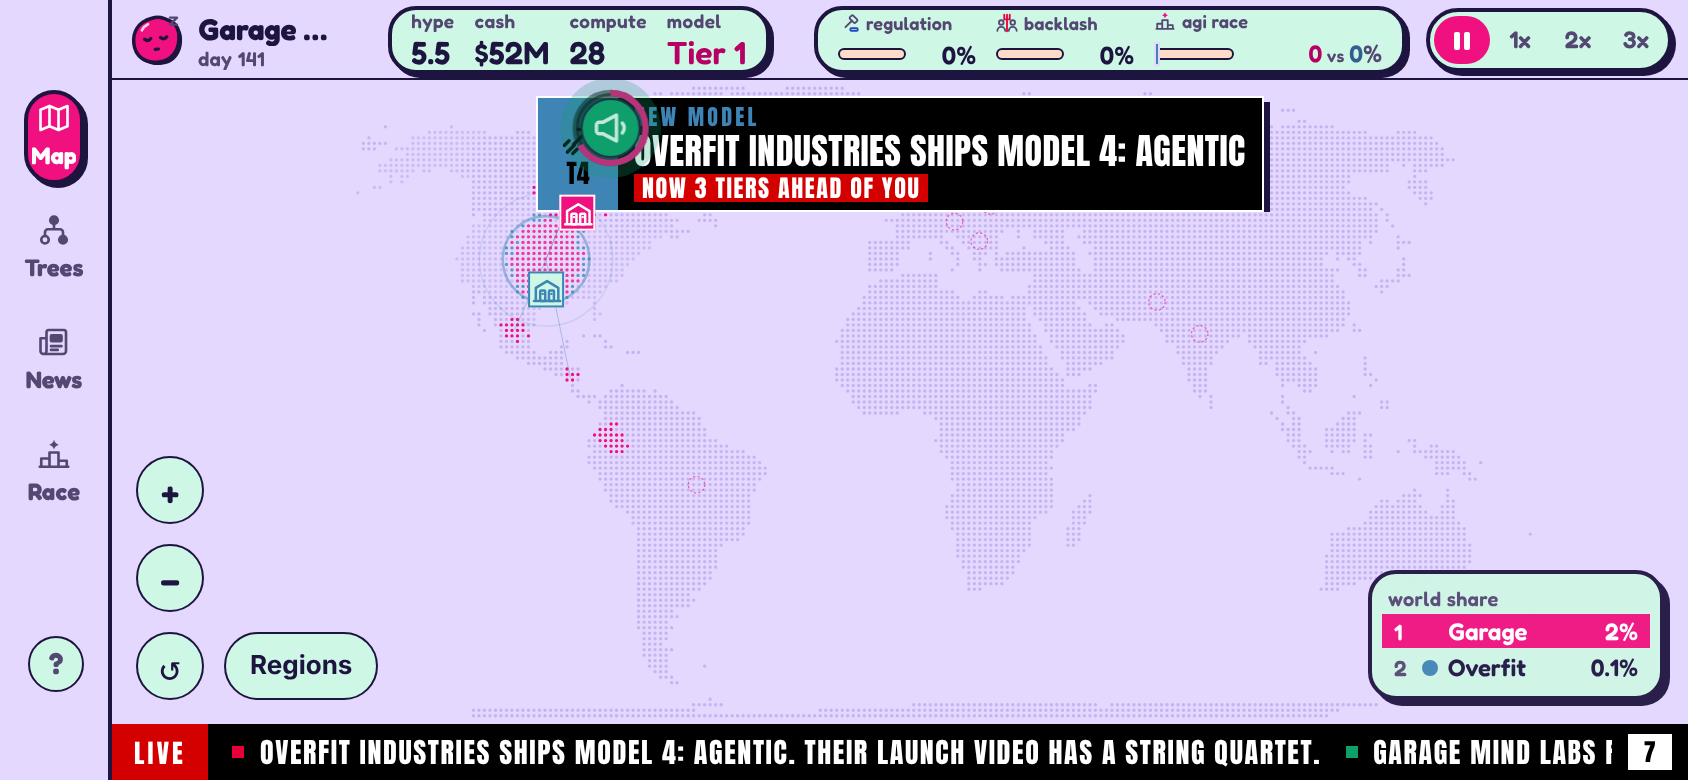 Garage ...
day 141
hype cash compute model
5.5 $52M 28 Tier 1
regulation backlash agi race
0% 0% 0 vs 0%
1x 2x 3x
Map
Trees
News
Race
?
EW MODEL
T4
OVERFIT INDUSTRIES SHIPS MODEL 4: AGENTIC
NOW 3 TIERS AHEAD OF YOU
+
−
↺
Regions
world share
1 Garage 2%
2 Overfit 0.1%
LIVE
OVERFIT INDUSTRIES SHIPS MODEL 4: AGENTIC. THEIR LAUNCH VIDEO HAS A STRING QUARTET. GARAGE MIND LABS
7